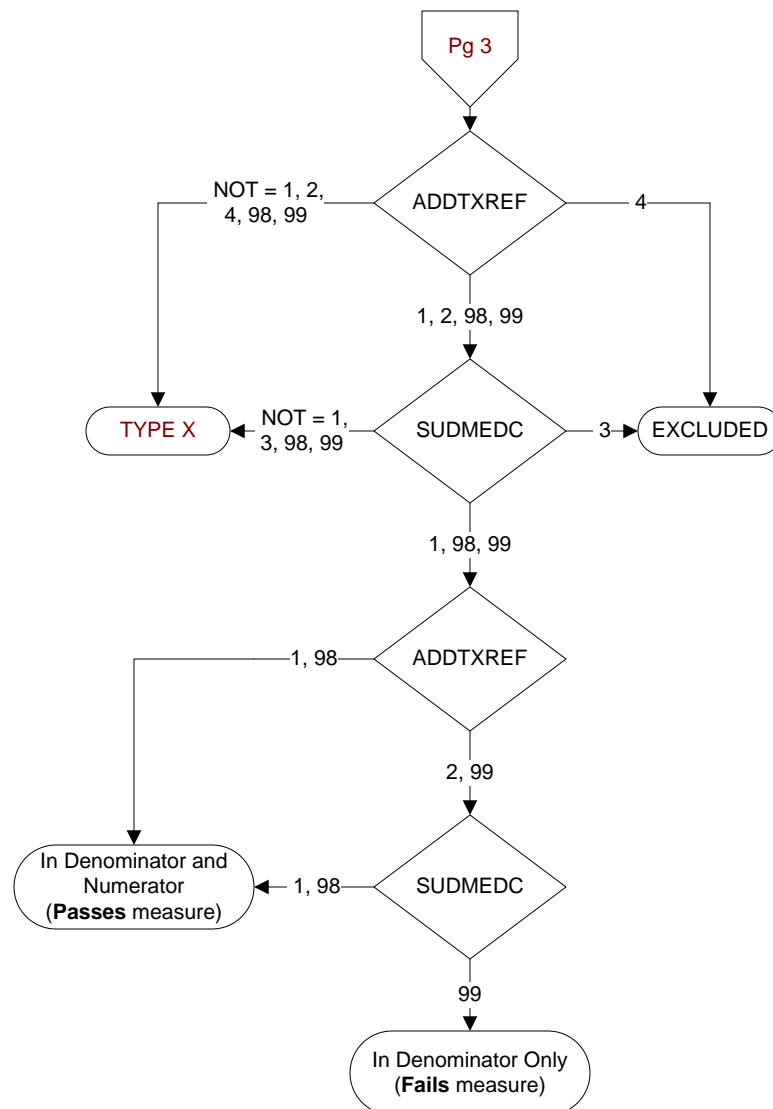 Pg 3
NOT = 1, 2,
4, 98, 99
ADDTXREF
4
1, 2, 98, 99
TYPE X
NOT = 1,
3, 98, 99
SUDMEDC
3
EXCLUDED
1, 98, 99
1, 98
ADDTXREF
2, 99
In Denominator and
Numerator
(Passes measure)
1, 98
SUDMEDC
99
In Denominator Only
(Fails measure)